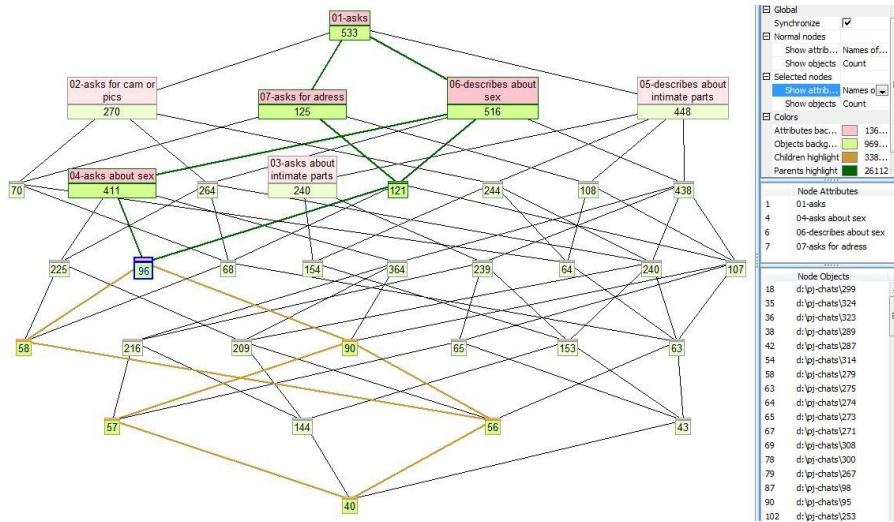 01-asks
533
02-asks for cam or
pics
270
07-asks for adress
125
06-describes about
sex
516
05-describes about
intimate parts
448
70
04-asks about sex
411
264
03-asks about
intimate parts
240
121
244
108
438
225
96
68
154
364
239
64
240
107
58
216
209
90
65
153
63
57
144
56
43
40
Global
Synchronize
Normal nodes
Show attrib... Names of...
Show objects Count
Selected nodes
Show attrib... Names o
Show objects Count
Colors
Attributes bac... 136...
Objects backg... 969...
Children highlight 338...
Parents highlight 26112
Node Attributes
1 01-asks
4 04-asks about sex
6 06-describes about sex
7 07-asks for adress
Node Objects
18 d:\pj-chats\299
35 d:\pj-chats\324
36 d:\pj-chats\323
38 d:\pj-chats\289
42 d:\pj-chats\287
54 d:\pj-chats\314
58 d:\pj-chats\279
63 d:\pj-chats\275
64 d:\pj-chats\274
65 d:\pj-chats\273
67 d:\pj-chats\271
69 d:\pj-chats\308
78 d:\pj-chats\300
79 d:\pj-chats\267
87 d:\pj-chats\98
90 d:\pj-chats\95
102 d:\pj-chats\253